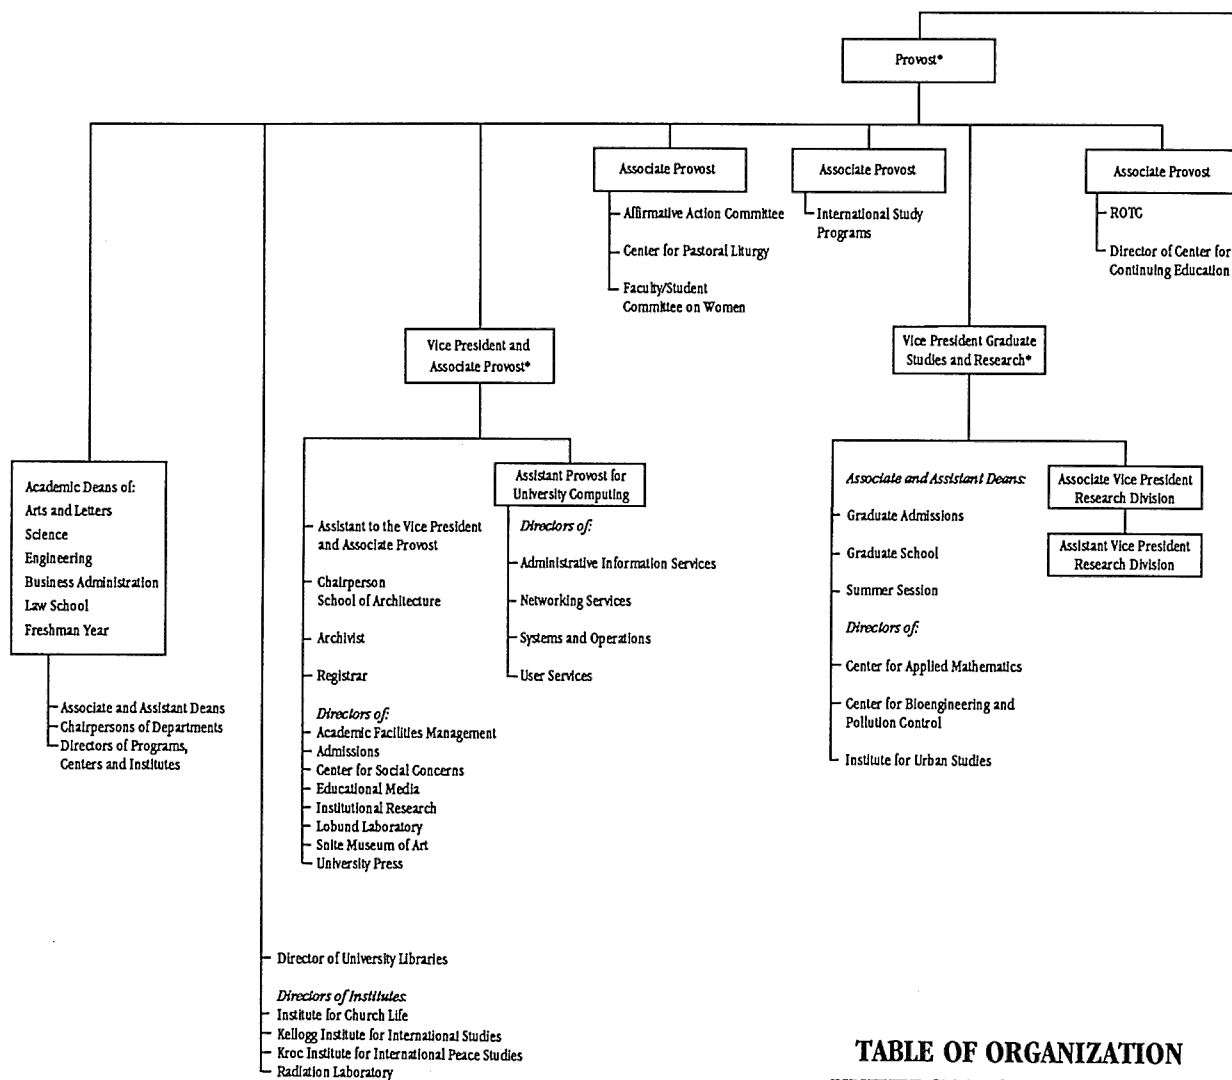 Provost*
Associate Provost
Affirmative Action Committee
Center for Pastoral Liturgy
Faculty/Student
Committee on Women
Associate Provost
International Study
Programs
Associate Provost
ROTC
Director of Center for
Continuing Education
Vice President and
Associate Provost*
Vice President Graduate
Studies and Research*
Academic Deans of:
Arts and Letters
Science
Engineering
Business Administration
Law School
Freshman Year
Associate and Assistant Deans
Chairpersons of Departments
Directors of Programs,
Centers and Institutes
Assistant to the Vice President
and Associate Provost
Chairperson
School of Architecture
Archivist
Registrar
Directors of:
Academic Facilities Management
Admissions
Center for Social Concerns
Educational Media
Institutional Research
Lobund Laboratory
Snite Museum of Art
University Press
Assistant Provost for
University Computing
Directors of:
Administrative Information Services
Networking Services
Systems and Operations
User Services
Associate and Assistant Deans:
Graduate Admissions
Graduate School
Summer Session
Directors of:
Center for Applied Mathematics
Center for Bioengineering and
Pollution Control
Institute for Urban Studies
Associate Vice President
Research Division
Assistant Vice President
Research Division
Director of University Libraries
Directors of Institutes:
Institute for Church Life
Kellogg Institute for International Studies
Kroc Institute for International Peace Studies
Radiation Laboratory
TABLE OF ORGANIZATION